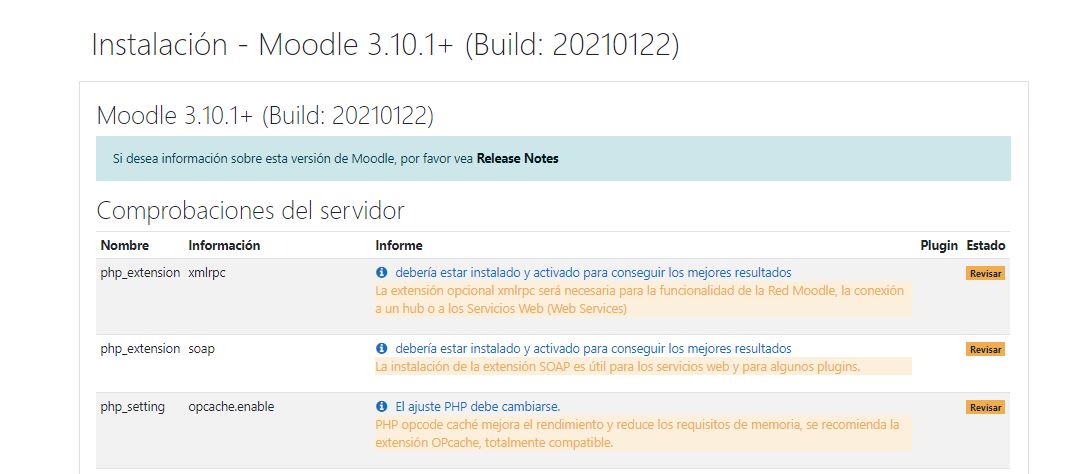 Instalación - Moodle 3.10.1+ (Build: 20210122)
Moodle 3.10.1+ (Build: 20210122)
Si desea información sobre esta versión de Moodle, por favor vea Release Notes
Comprobaciones del servidor
Nombre Información Informe Plugin Estado
php_extension xmlrpc debería estar instalado y activado para conseguir los mejores resultados Revisar
La extensión opcional xmlrpc será necesaria para la funcionalidad de la Red Moodle, la conexión
a un hub o a los Servicios Web (Web Services)
php_extension soap debería estar instalado y activado para conseguir los mejores resultados Revisar
La instalación de la extensión SOAP es útil para los servicios web y para algunos plugins.
php_setting opcache.enable El ajuste PHP debe cambiarse. Revisar
PHP opcode caché mejora el rendimiento y reduce los requisitos de memoria, se recomienda la
extensión OPcache, totalmente compatible.